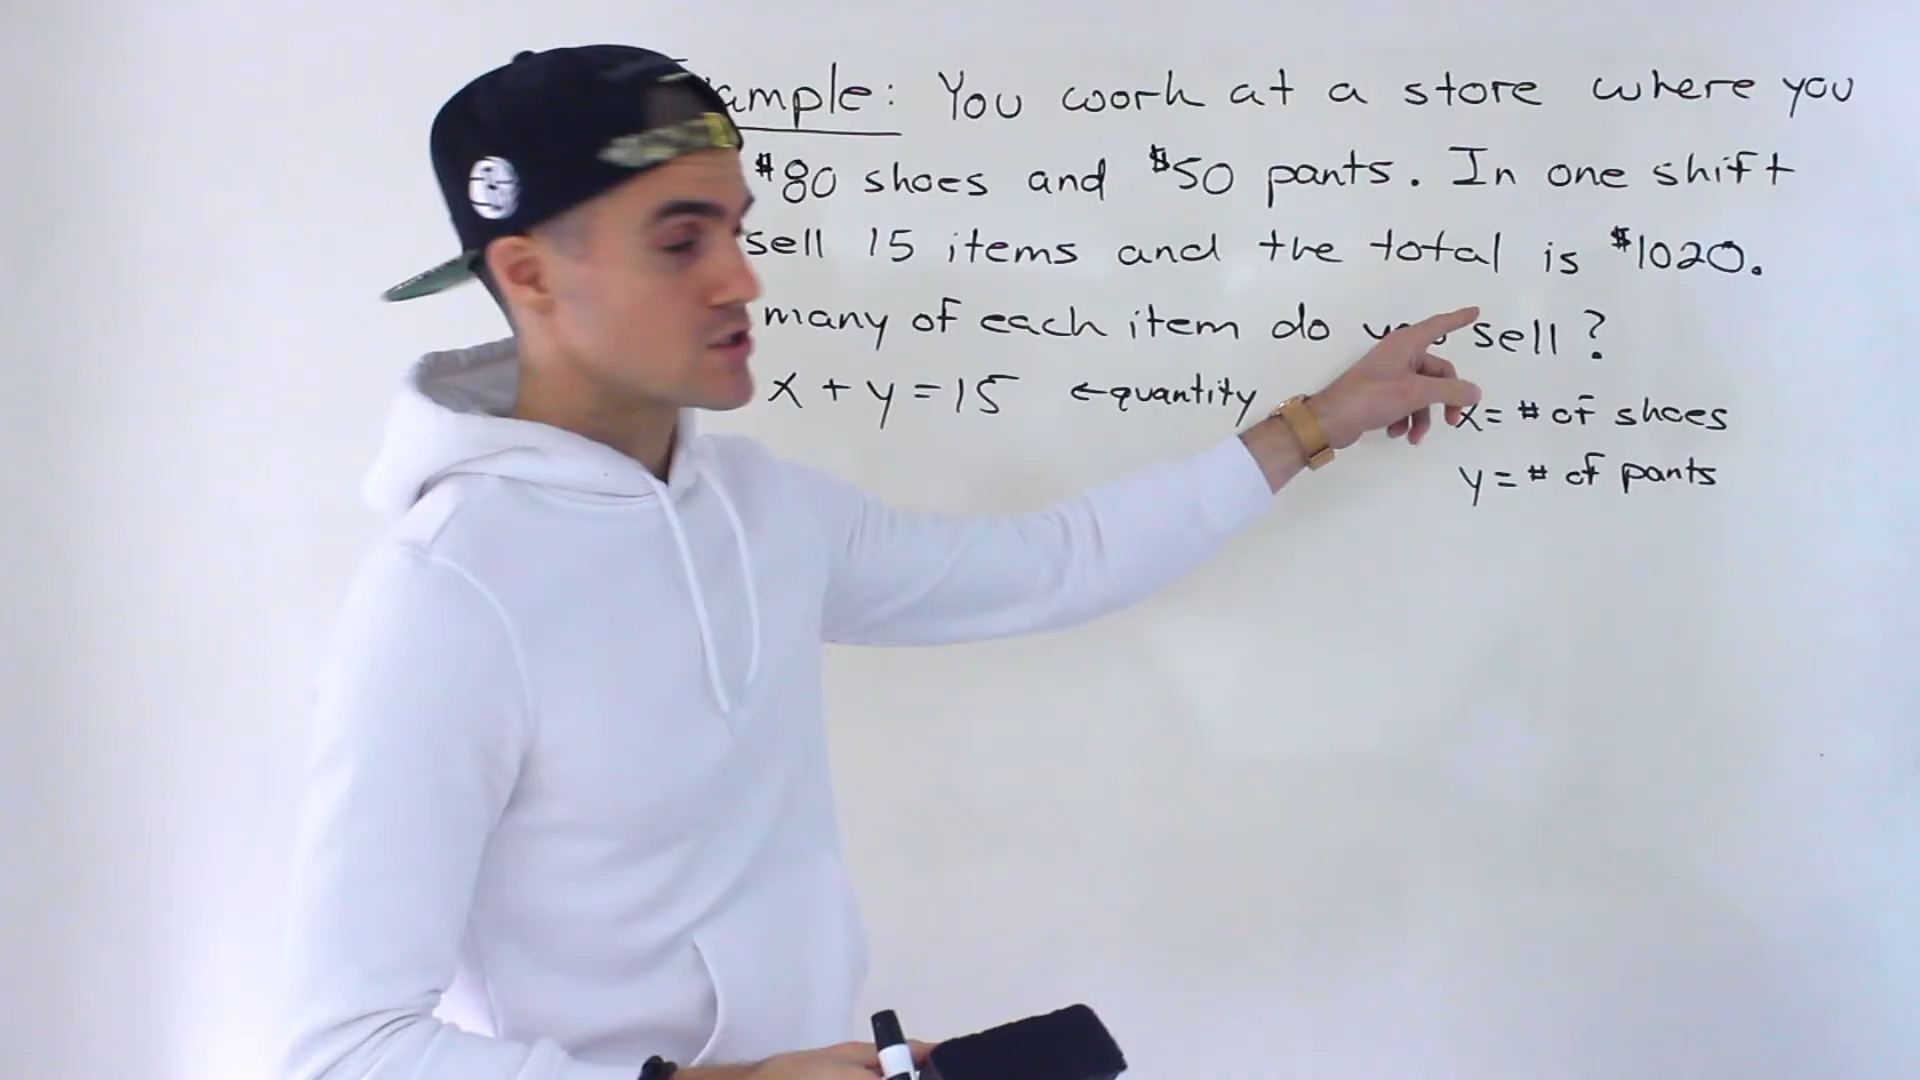 ample: You work at a store where you
$80 shoes and $50 pants. In one shift
sell 15 items and the total is $1020.
many of each item do sell?
x + y = 15 ←quantity
x = # of shoes
y = # of pants